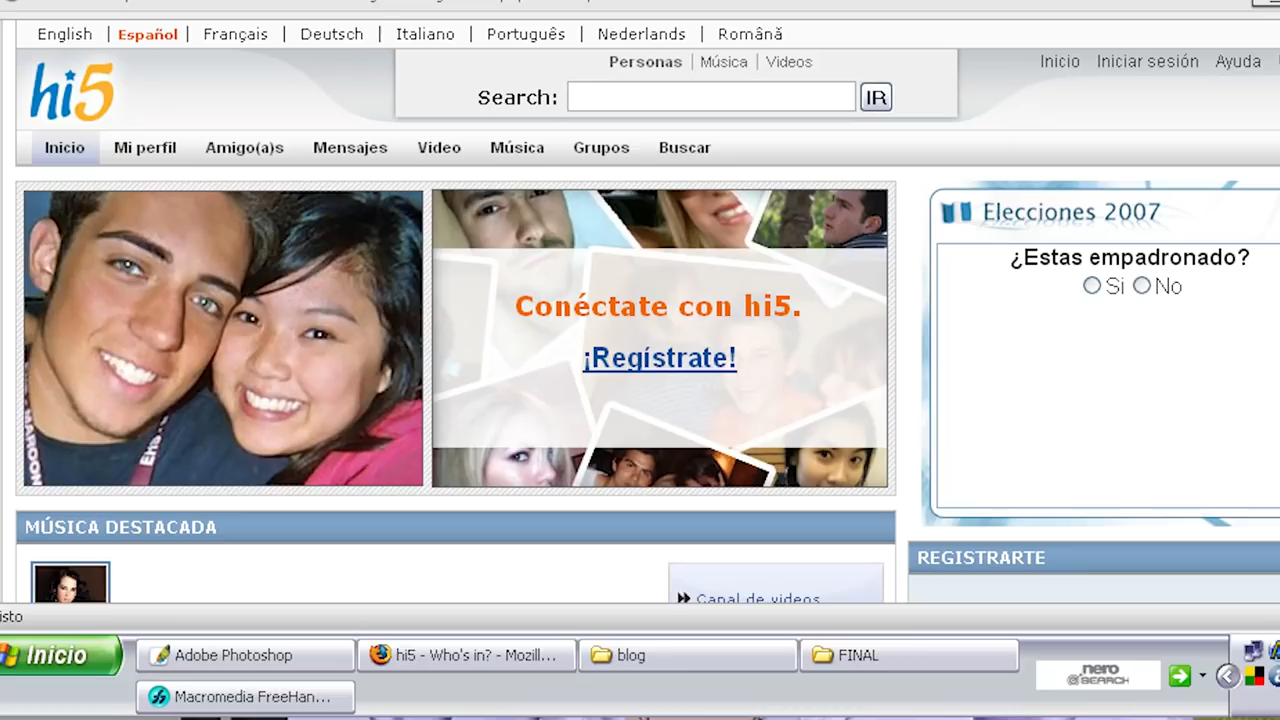 English | Español | Français | Deutsch | Italiano | Português | Nederlands | Română
hi5
Personas | Música | Videos
Inicio Iniciar sesión Ayuda
Search: IR
Inicio Mi perfil Amigo(a)s Mensajes Video Música Grupos Buscar
Elecciones 2007
¿Estas empadronado?
Si No
Conéctate con hi5.
¡Regístrate!
MÚSICA DESTACADA
REGISTRARTE
Canal de videos
isto
Inicio
Adobe Photoshop
hi5 - Who's in? - Mozill...
blog
FINAL
nero
SEARCH
Macromedia FreeHan...